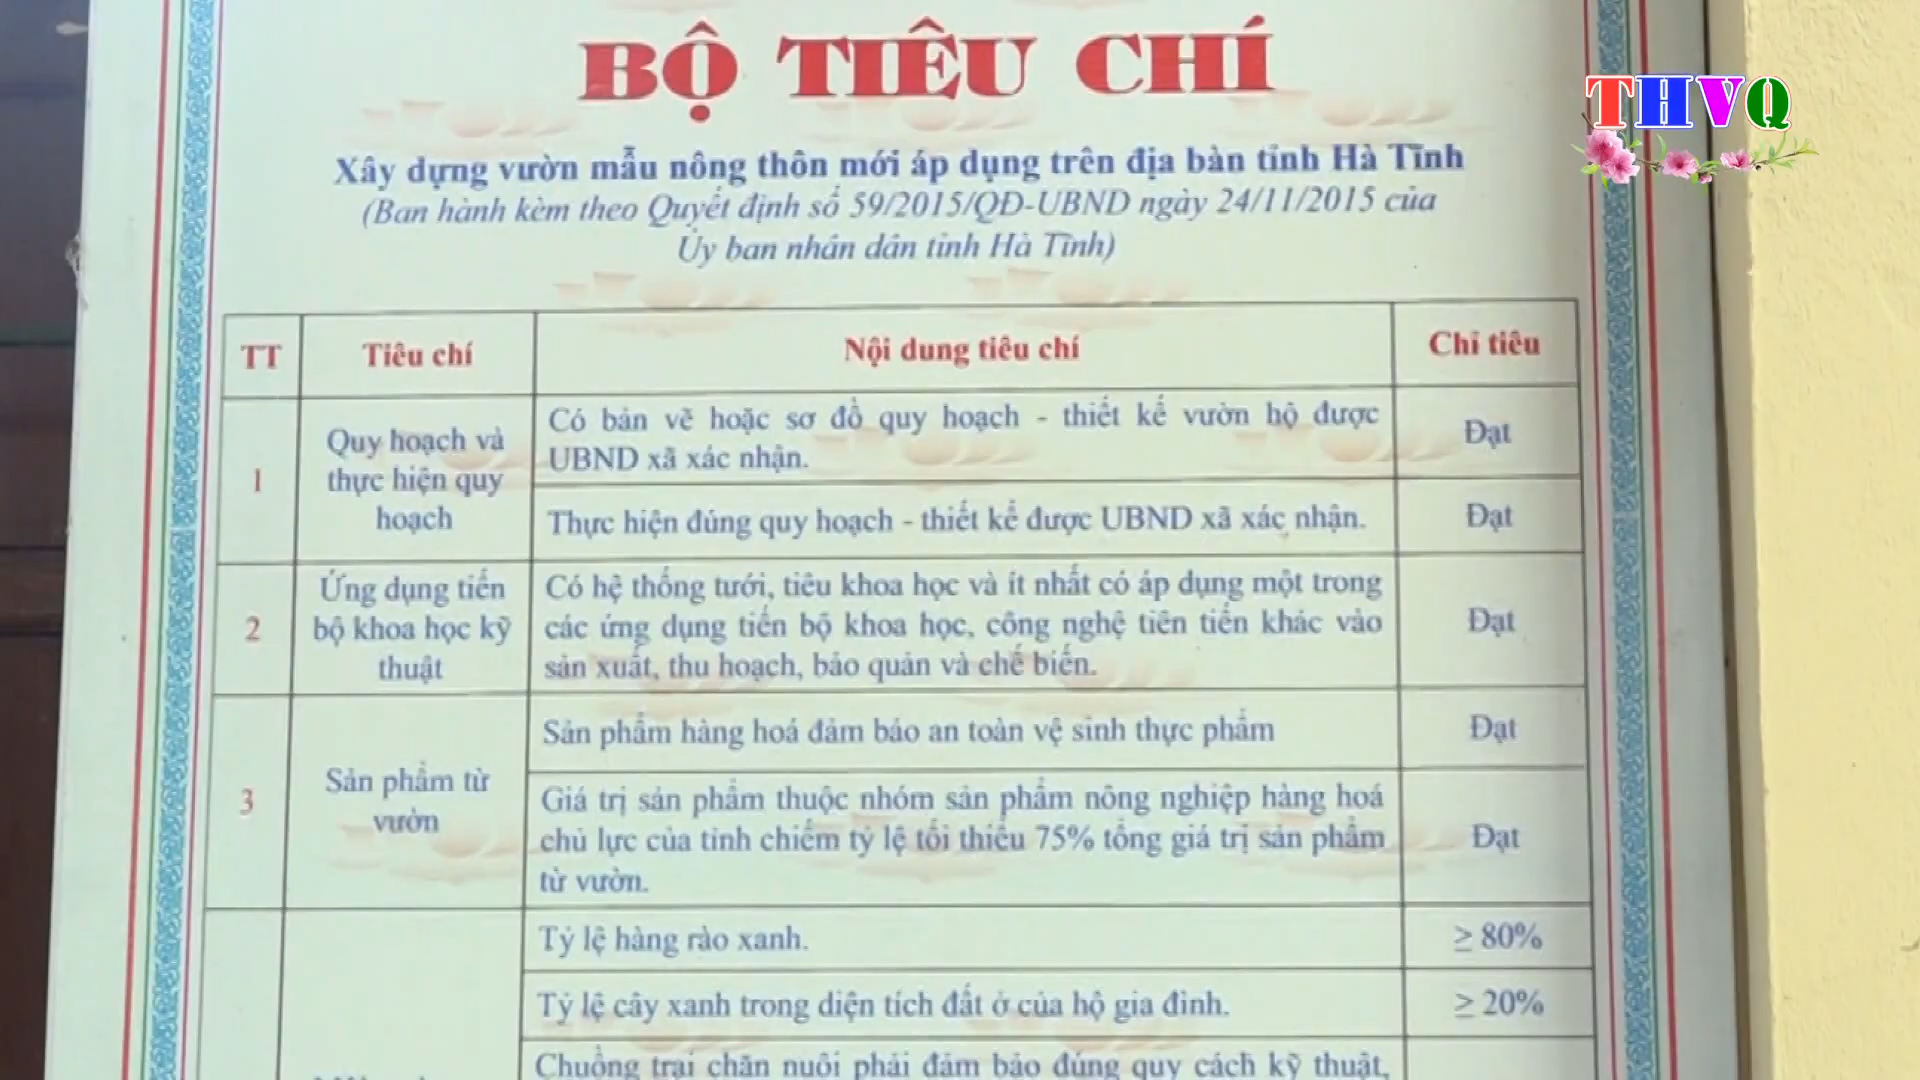 BỘ TIÊU CHÍ
THVQ
Xây dựng vườn mẫu nông thôn mới áp dụng trên địa bàn tỉnh Hà Tĩnh
(Ban hành kèm theo Quyết định số 59/2015/QĐ-UBND ngày 24/11/2015 của
Ủy ban nhân dân tỉnh Hà Tĩnh)
TT
Tiêu chí
Nội dung tiêu chí
Chỉ tiêu
1
Quy hoạch và
thực hiện quy
hoạch
Có bản vẽ hoặc sơ đồ quy hoạch - thiết kế vườn hộ được
UBND xã xác nhận.
Đạt
Thực hiện đúng quy hoạch - thiết kế được UBND xã xác nhận.
Đạt
2
Ứng dụng tiến
bộ khoa học kỹ
thuật
Có hệ thống tưới, tiêu khoa học và ít nhất có áp dụng một trong
các ứng dụng tiến bộ khoa học, công nghệ tiên tiến khác vào
sản xuất, thu hoạch, bảo quản và chế biến.
Đạt
3
Sản phẩm từ
vườn
Sản phẩm hàng hoá đảm bảo an toàn vệ sinh thực phẩm
Đạt
Giá trị sản phẩm thuộc nhóm sản phẩm nông nghiệp hàng hoá
chủ lực của tỉnh chiếm tỷ lệ tối thiểu 75% tổng giá trị sản phẩm
từ vườn.
Đạt
Tỷ lệ hàng rào xanh.
≥ 80%
Tỷ lệ cây xanh trong diện tích đất ở của hộ gia đình.
≥ 20%
Chuồng trại chăn nuôi phải đảm bảo đúng quy cách kỹ thuật,